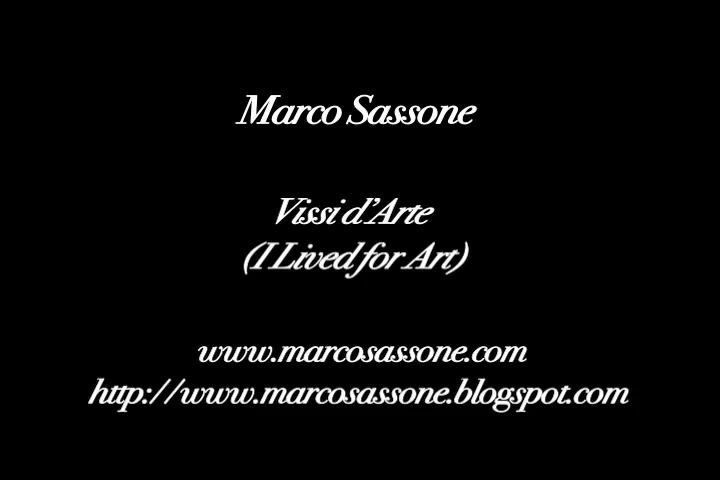 Marco Sassone
Vissi d'Arte
(I Lived for Art)
www.marcosassone.com
http://www.marcosassone.blogspot.com